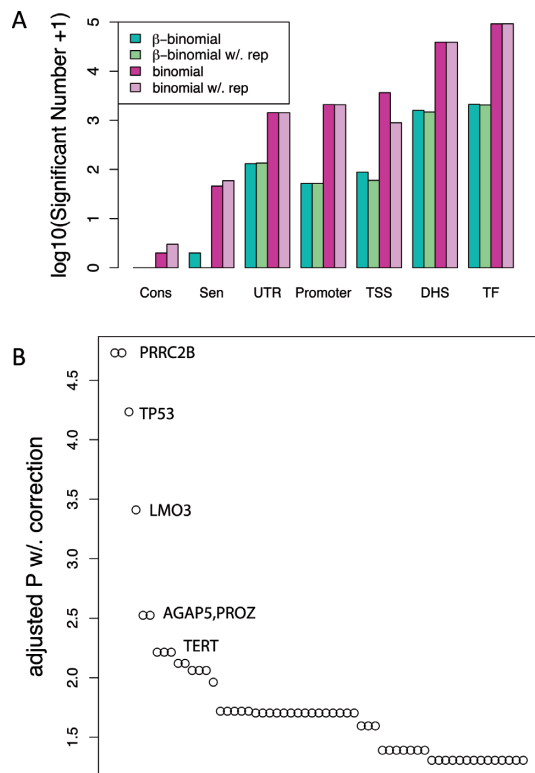 A
log10(Significant Number +1)
5
4
3
2
1
0
β-binomial
β-binomial w/. rep
binomial
binomial w/. rep
Cons Sen UTR Promoter TSS DHS TF
B
adjusted P w/. correction
4.5
4.0
3.5
3.0
2.5
2.0
1.5
PRRC2B
TP53
LMO3
AGAP5,PROZ
TERT